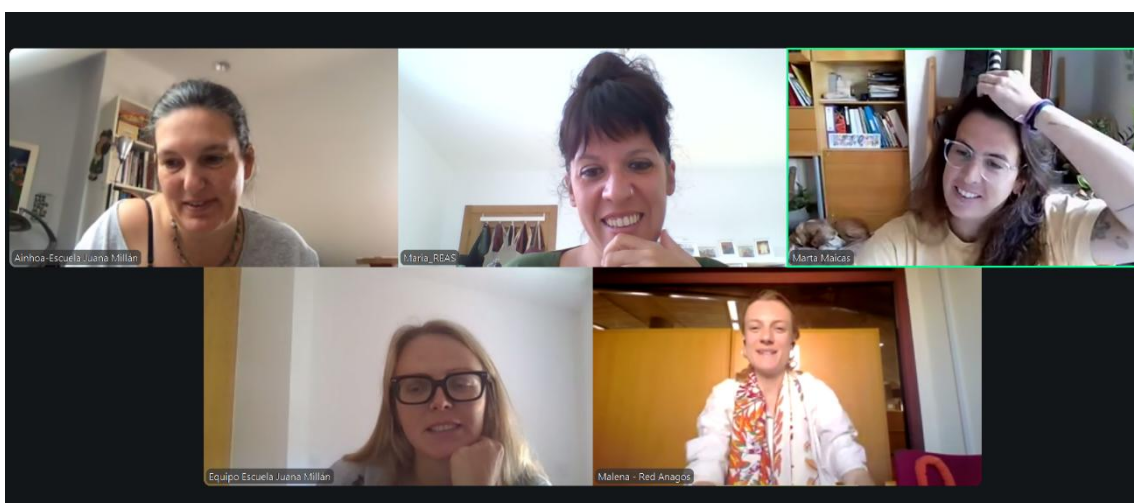 Ainhoa-Escuela Juana Millán
Maria_REAS
Marta Maicas
Equipo Escuela Juana Millán
Malena - Red Anagos